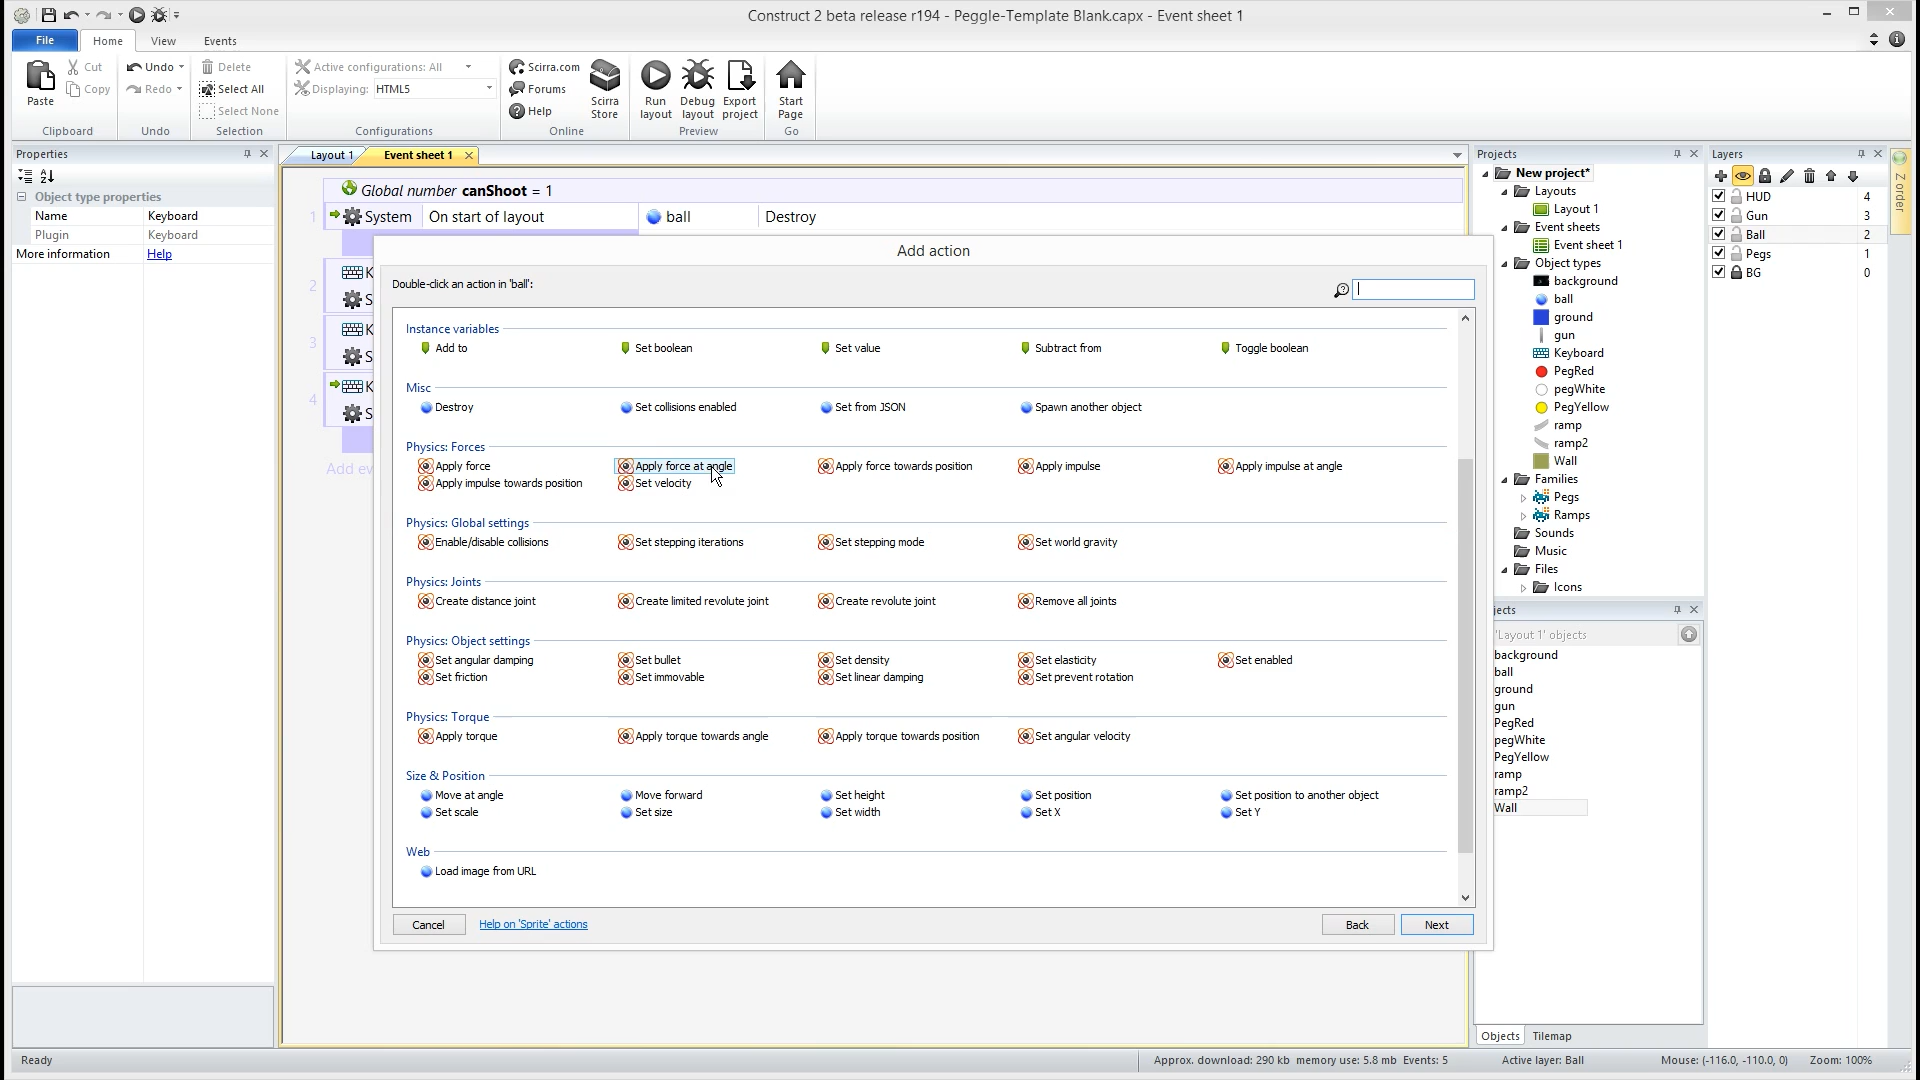 Construct 2 beta release r194 - Peggle-Template Blank.capx - Event sheet 1
File
Home
View
Events
Paste
Cut
Copy
Clipboard
Undo
Redo
Undo
Delete
Select All
Select None
Selection
Active configurations: All
Displaying: HTML5
Configurations
Scirra.com
Forums
Help
Scirra Store
Online
Run layout
Debug layout
Export project
Preview
Start Page
Go
Properties
Object type properties
Name Keyboard
Plugin Keyboard
More information Help
Layout 1
Event sheet 1
Global number canShoot = 1
1 System On start of layout ball Destroy
2 K
S
3 K
S
4 K
S
Add ev
Add action
Double-click an action in 'ball':
Instance variables
Add to Set boolean Set value Subtract from Toggle boolean
Misc
Destroy Set collisions enabled Set from JSON Spawn another object
Physics: Forces
Apply force Apply force at angle Apply force towards position Apply impulse Apply impulse at angle
Apply impulse towards position Set velocity
Physics: Global settings
Enable/disable collisions Set stepping iterations Set stepping mode Set world gravity
Physics: Joints
Create distance joint Create limited revolute joint Create revolute joint Remove all joints
Physics: Object settings
Set angular damping Set bullet Set density Set elasticity Set enabled
Set friction Set immovable Set linear damping Set prevent rotation
Physics: Torque
Apply torque Apply torque towards angle Apply torque towards position Set angular velocity
Size & Position
Move at angle Move forward Set height Set position Set position to another object
Set scale Set size Set width Set X Set Y
Web
Load image from URL
Cancel
Help on 'Sprite' actions
Back
Next
Projects
New project*
Layouts
Layout 1
Event sheets
Event sheet 1
Object types
background
ball
ground
gun
Keyboard
PegRed
pegWhite
PegYellow
ramp
ramp2
Wall
Families
Pegs
Ramps
Sounds
Music
Files
Icons
jects
'Layout 1' objects
background
ball
ground
gun
PegRed
pegWhite
PegYellow
ramp
ramp2
Wall
Objects
Tilemap
Layers
HUD 4
Gun 3
Ball 2
Pegs 1
BG 0
Z order
Ready
Approx. download: 290 kb memory use: 5.8 mb Events: 5
Active layer: Ball
Mouse: (-116.0, -110.0, 0)
Zoom: 100%